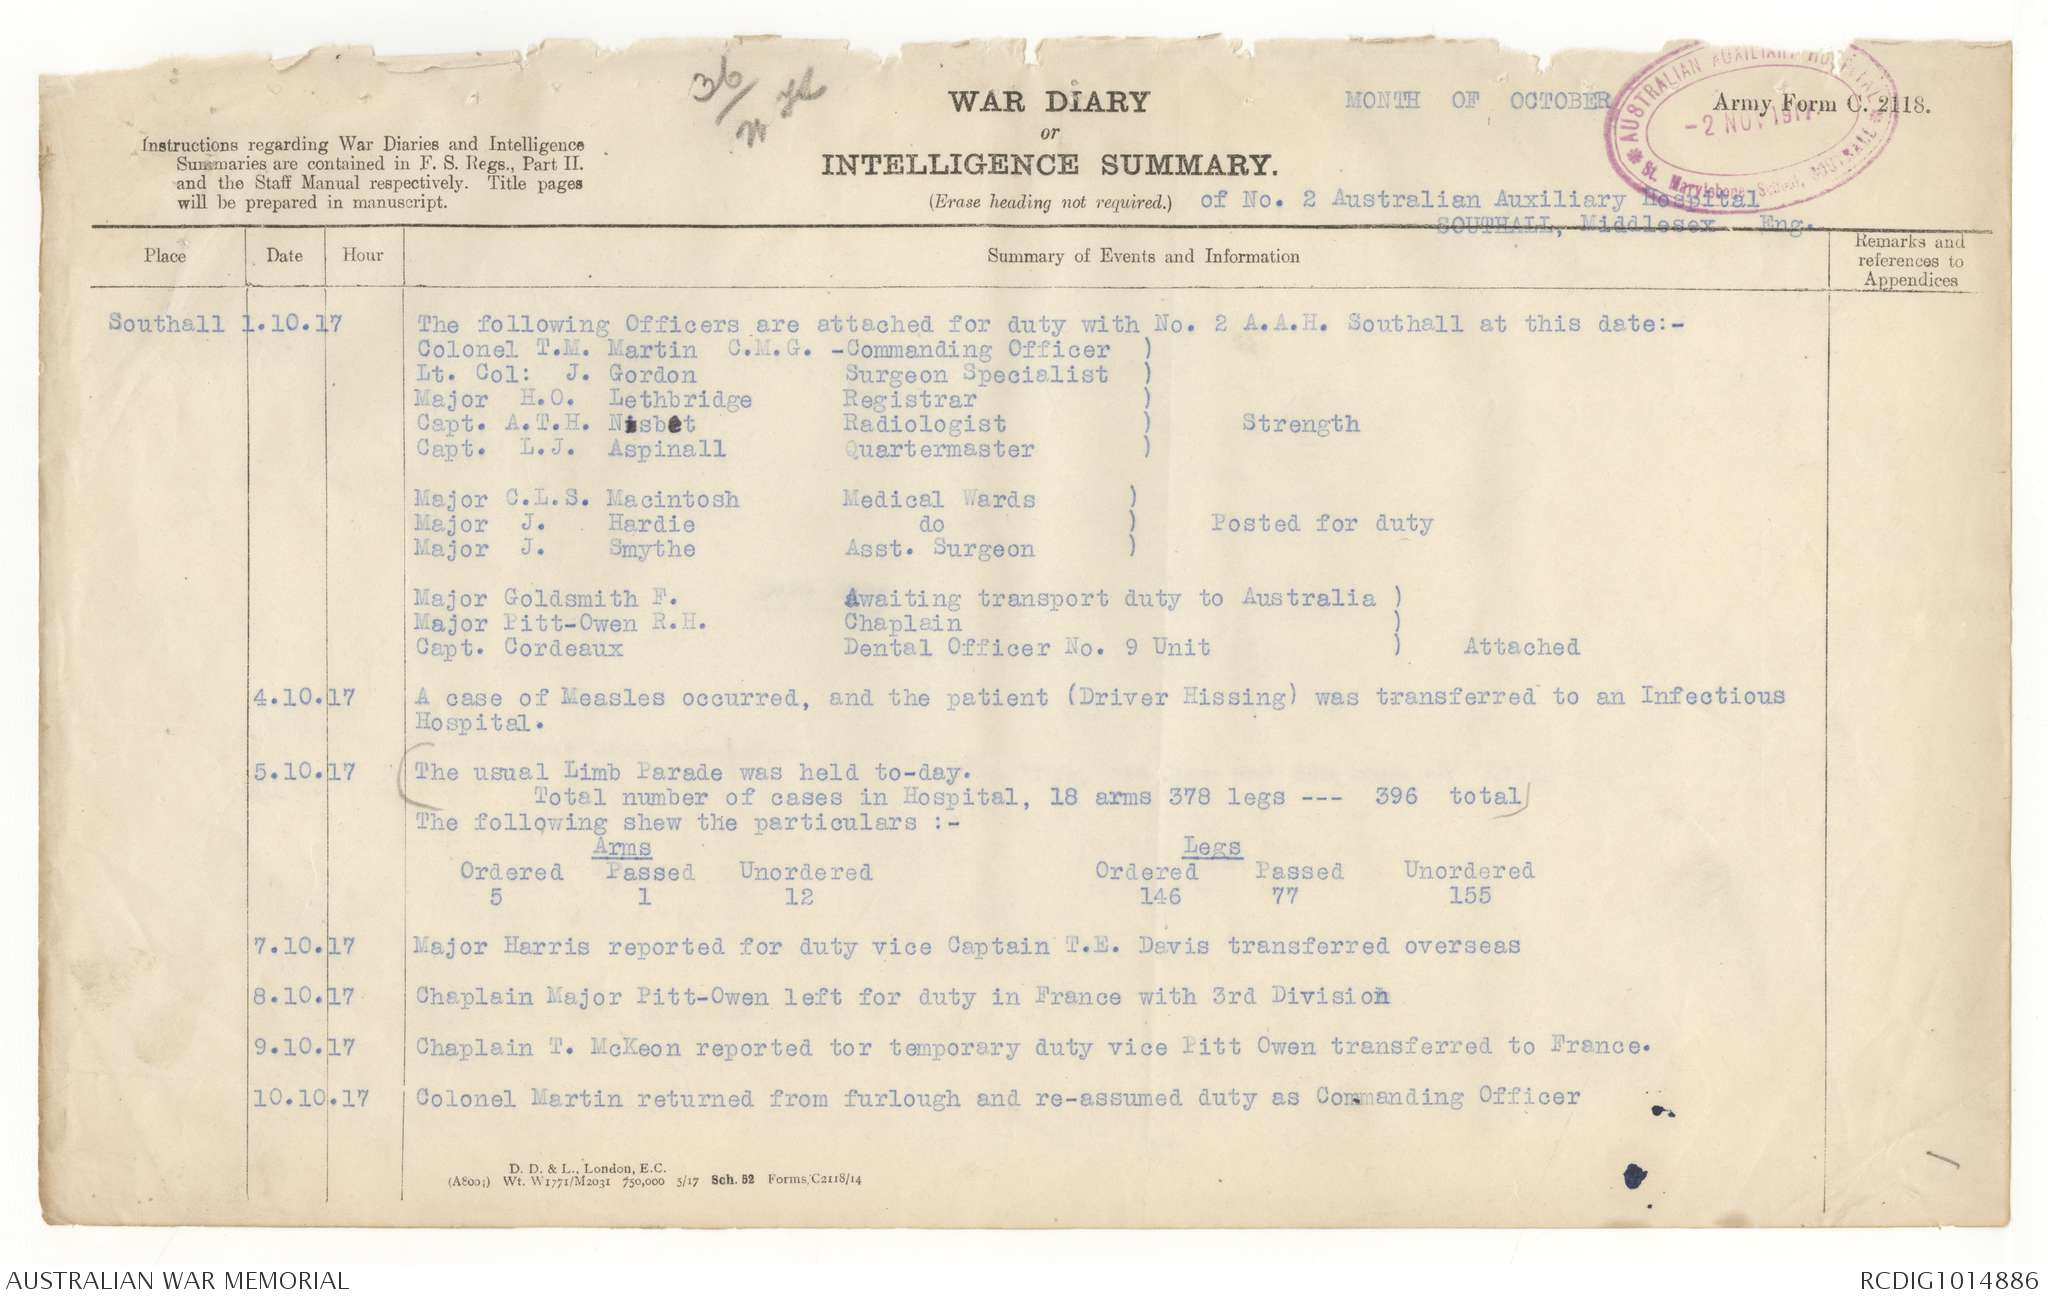 36/
WAR DIARY
or
INTELLIGENCE SUMMARY.
(Erase heading not required.)
MONTH OF OCTOBER
Army Form C. 2118.
AUSTRALIAN AUXILIARY HOSPITAL
-2 NOV 1917
St. Marylebone School, SOUTHALL
Instructions regarding War Diaries and Intelligence
Summaries are contained in F. S. Regs., Part II.
and the Staff Manual respectively. Title pages
will be prepared in manuscript.
of No. 2 Australian Auxiliary Hospital
SOUTHALL, Middlesex Eng.
Place Date Hour Summary of Events and Information Remarks and
references to
Appendices
Southall 1.10.17 The following Officers are attached for duty with No. 2 A.A.H. Southall at this date:-
Colonel T.M. Martin C.M.G. -Commanding Officer )
Lt. Col: J. Gordon Surgeon Specialist )
Major H.O. Lethbridge Registrar )
Capt. A.T.H. Nisbet Radiologist ) Strength
Capt. L.J. Aspinall Quartermaster )
Major C.L.S. Macintosh Medical Wards )
Major J. Hardie do ) Posted for duty
Major J. Smythe Asst. Surgeon )
Major Goldsmith F. Awaiting transport duty to Australia )
Major Pitt-Owen R.H. Chaplain )
Capt. Cordeaux Dental Officer No. 9 Unit ) Attached
4.10.17 A case of Measles occurred, and the patient (Driver Hissing) was transferred to an Infectious
Hospital.
5.10.17 (The usual Limb Parade was held to-day.
Total number of cases in Hospital, 18 arms 378 legs --- 396 total)
The following shew the particulars :-
Arms Legs
Ordered Passed Unordered Ordered Passed Unordered
5 1 12 146 77 155
7.10.17 Major Harris reported for duty vice Captain T.E. Davis transferred overseas
8.10.17 Chaplain Major Pitt-Owen left for duty in France with 3rd Division
9.10.17 Chaplain T. McKeon reported tor temporary duty vice Pitt Owen transferred to France.
10.10.17 Colonel Martin returned from furlough and re-assumed duty as Commanding Officer
D. D. & L., London, E.C.
(A8004) Wt. W1771/M2031 750,000 5/17 Sch. 52 Forms/C2118/14
AUSTRALIAN WAR MEMORIAL
RCDIG1014886